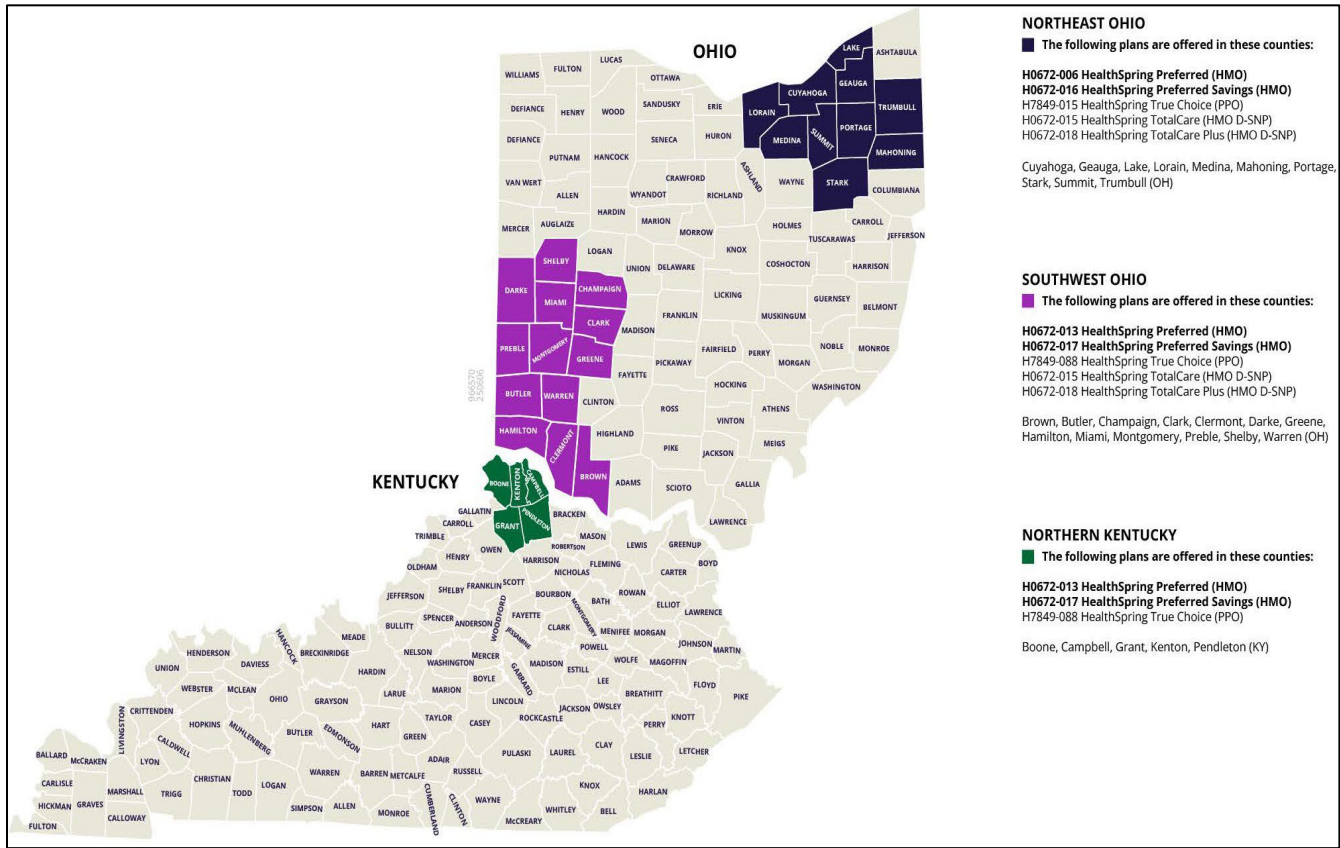 OHIO
WILLIAMS
FULTON
LUCAS
OTTAWA
LAKE
ASHTABULA
GEAUGA
CUYAHOGA
DEFIANCE
HENRY
WOOD
SANDUSKY
ERIE
LORAIN
TRUMBULL
DEFIANCE
SENECA
HURON
MEDINA
SUMMIT
PORTAGE
MAHONING
PUTNAM
HANCOCK
CRAWFORD
ASHLAND
WAYNE
STARK
COLUMBIANA
VAN WERT
ALLEN
WYANDOT
RICHLAND
HARDIN
MARION
MORROW
HOLMES
CARROLL
JEFFERSON
MERCER
AUGLAIZE
TUSCARAWAS
SHELBY
LOGAN
UNION
DELAWARE
KNOX
COSHOCTON
HARRISON
DARKE
MIAMI
CHAMPAIGN
LICKING
GUERNSEY
BELMONT
CLARK
MADISON
FRANKLIN
MUSKINGUM
PREBLE
MONTGOMERY
GREENE
FAYETTE
PICKAWAY
FAIRFIELD
PERRY
MORGAN
NOBLE
MONROE
966570
250606
BUTLER
WARREN
CLINTON
HOCKING
WASHINGTON
ROSS
VINTON
ATHENS
HAMILTON
CLERMONT
HIGHLAND
PIKE
JACKSON
MEIGS
BROWN
ADAMS
SCIOTO
GALLIA
LAWRENCE
KENTUCKY
BOONE
KENTON
CAMPBELL
GRANT
PENDLETON
GALLATIN
BRACKEN
CARROLL
TRIMBLE
MASON
OWEN
ROBERTSON
LEWIS
GREENUP
HENRY
HARRISON
FLEMING
BOYD
OLDHAM
NICHOLAS
CARTER
SHELBY
FRANKLIN
SCOTT
BOURBON
BATH
ROWAN
ELLIOT
LAWRENCE
JEFFERSON
SPENCER
ANDERSON
WOODFORD
FAYETTE
MONTGOMERY
BULLITT
CLARK
MENIFEE
MORGAN
JESSAMINE
POWELL
JOHNSON
MARTIN
MEADE
HANCOCK
BRECKINRIDGE
NELSON
WASHINGTON
MERCER
MADISON
ESTILL
WOLFE
MAGOFFIN
HENDERSON
DAVIESS
UNION
HARDIN
BOYLE
GARRARD
LEE
FLOYD
WEBSTER
MCLEAN
OHIO
GRAYSON
LARUE
MARION
LINCOLN
BREATHITT
PIKE
JACKSON
OWSLEY
KNOTT
CRITTENDEN
LIVINGSTON
HOPKINS
MUHLENBERG
BUTLER
EDMONSON
HART
TAYLOR
CASEY
ROCKCASTLE
PERRY
GREEN
CALDWELL
PULASKI
LAUREL
CLAY
LESLIE
LETCHER
BALLARD
McCRAKEN
LYON
ADAIR
RUSSELL
CARLISLE
MARSHALL
TRIGG
CHRISTIAN
TODD
LOGAN
WARREN
BARREN
METCALFE
KNOX
HARLAN
HICKMAN
GRAVES
CALLOWAY
SIMPSON
ALLEN
MONROE
CUMBERLAND
CLINTON
WAYNE
WHITLEY
BELL
FULTON
McCREARY
NORTHEAST OHIO
The following plans are offered in these counties:
H0672-006 HealthSpring Preferred (HMO)
H0672-016 HealthSpring Preferred Savings (HMO)
H7849-015 HealthSpring True Choice (PPO)
H0672-015 HealthSpring TotalCare (HMO D-SNP)
H0672-018 HealthSpring TotalCare Plus (HMO D-SNP)
Cuyahoga, Geauga, Lake, Lorain, Medina, Mahoning, Portage,
Stark, Summit, Trumbull (OH)
SOUTHWEST OHIO
The following plans are offered in these counties:
H0672-013 HealthSpring Preferred (HMO)
H0672-017 HealthSpring Preferred Savings (HMO)
H7849-088 HealthSpring True Choice (PPO)
H0672-015 HealthSpring TotalCare (HMO D-SNP)
H0672-018 HealthSpring TotalCare Plus (HMO D-SNP)
Brown, Butler, Champaign, Clark, Clermont, Darke, Greene,
Hamilton, Miami, Montgomery, Preble, Shelby, Warren (OH)
NORTHERN KENTUCKY
The following plans are offered in these counties:
H0672-013 HealthSpring Preferred (HMO)
H0672-017 HealthSpring Preferred Savings (HMO)
H7849-088 HealthSpring True Choice (PPO)
Boone, Campbell, Grant, Kenton, Pendleton (KY)